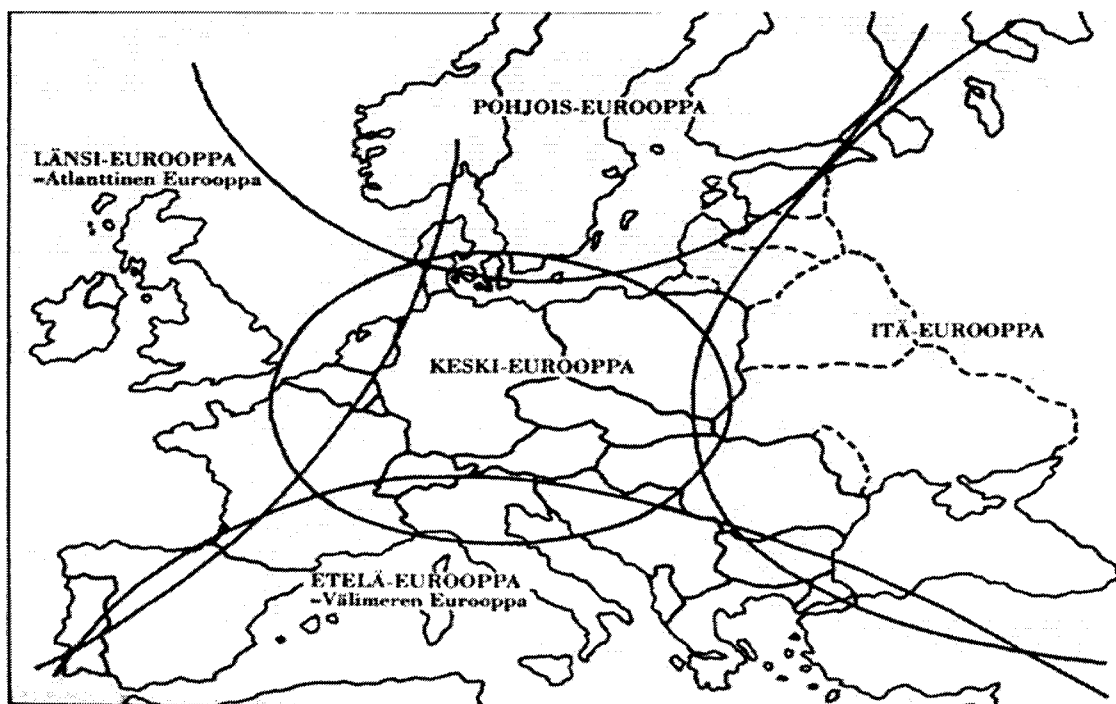 POHJOIS-EUROOPPA
LÄNSI-EUROOPPA
=Atlanttinen Eurooppa
ITÄ-EUROOPPA
KESKI-EUROOPPA
ETELÄ-EUROOPPA
=Välimeren Eurooppa